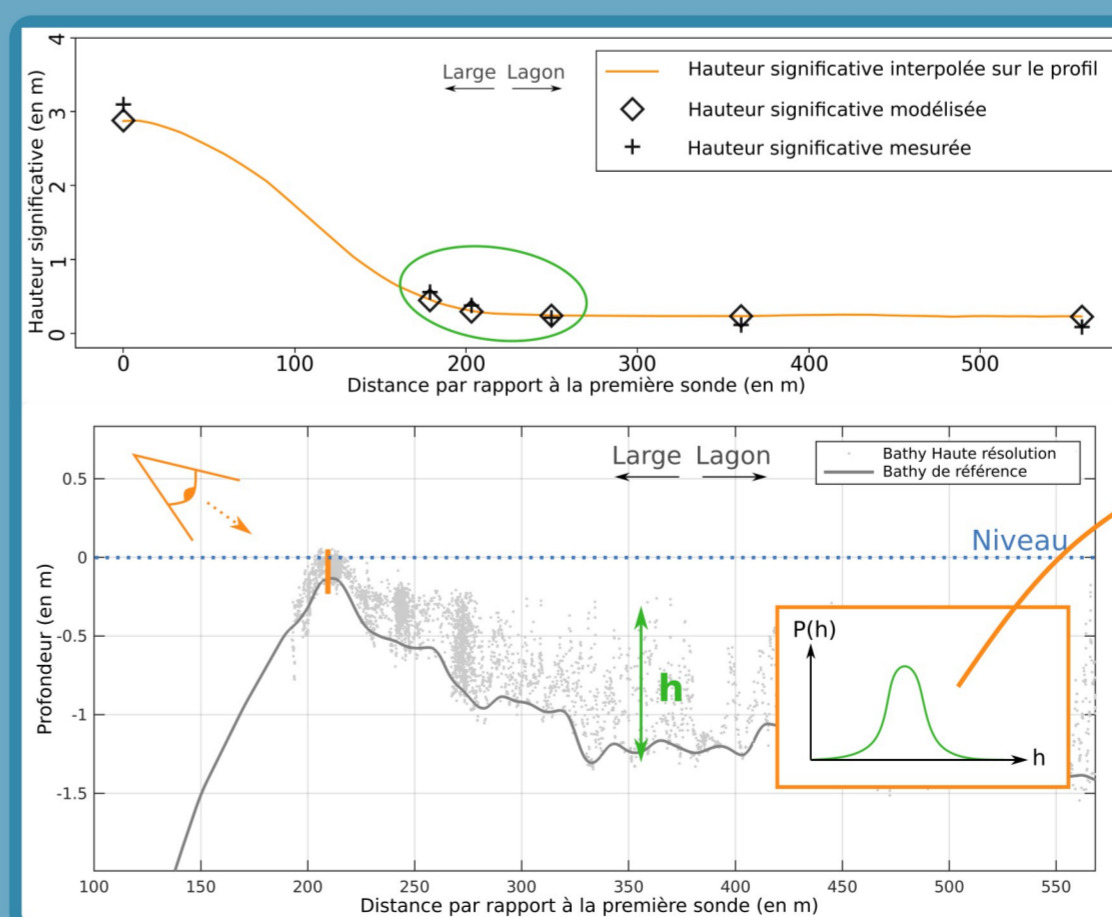 4
3
2
1
0
Hauteur significative (en m)
Large Lagon
Hauteur significative interpolée sur le profil
Hauteur significative modélisée
Hauteur significative mesurée
0 100 200 300 400 500
Distance par rapport à la première sonde (en m)
Large Lagon
Bathy Haute résolution
Bathy de référence
0.5
0
-0.5
-1
-1.5
Profondeur (en m)
Niveau
h
P(h)
h
100 150 200 250 300 350 400 450 500 550
Distance par rapport à la première sonde (en m)